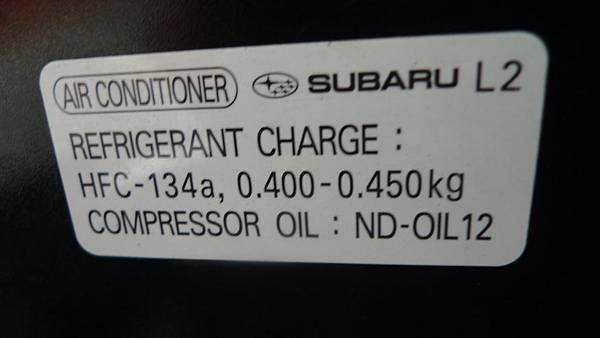 AIR CONDITIONER SUBARU L2
REFRIGERANT CHARGE :
HFC-134a, 0.400-0.450kg
COMPRESSOR OIL : ND-OIL12